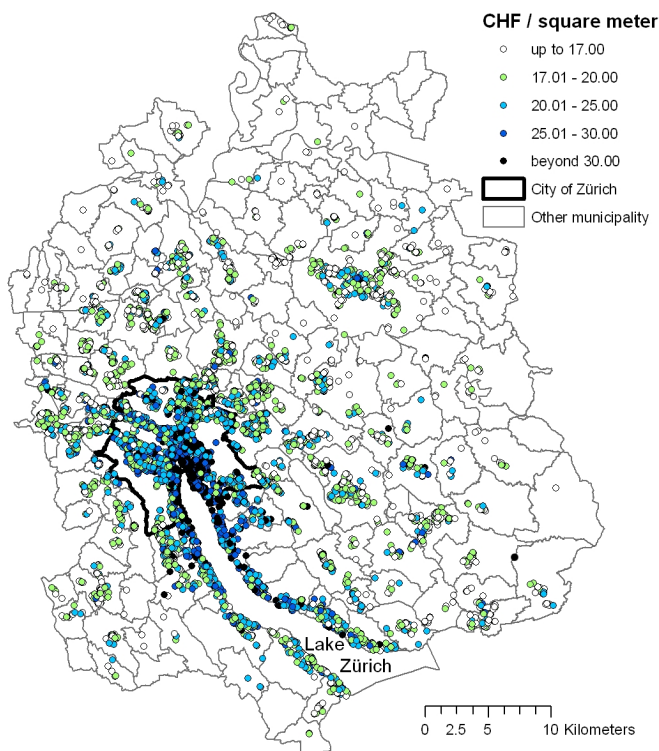 CHF / square meter
up to 17.00
17.01 - 20.00
20.01 - 25.00
25.01 - 30.00
beyond 30.00
City of Zürich
Other municipality
Lake
Zürich
0 2.5 5 10 Kilometers